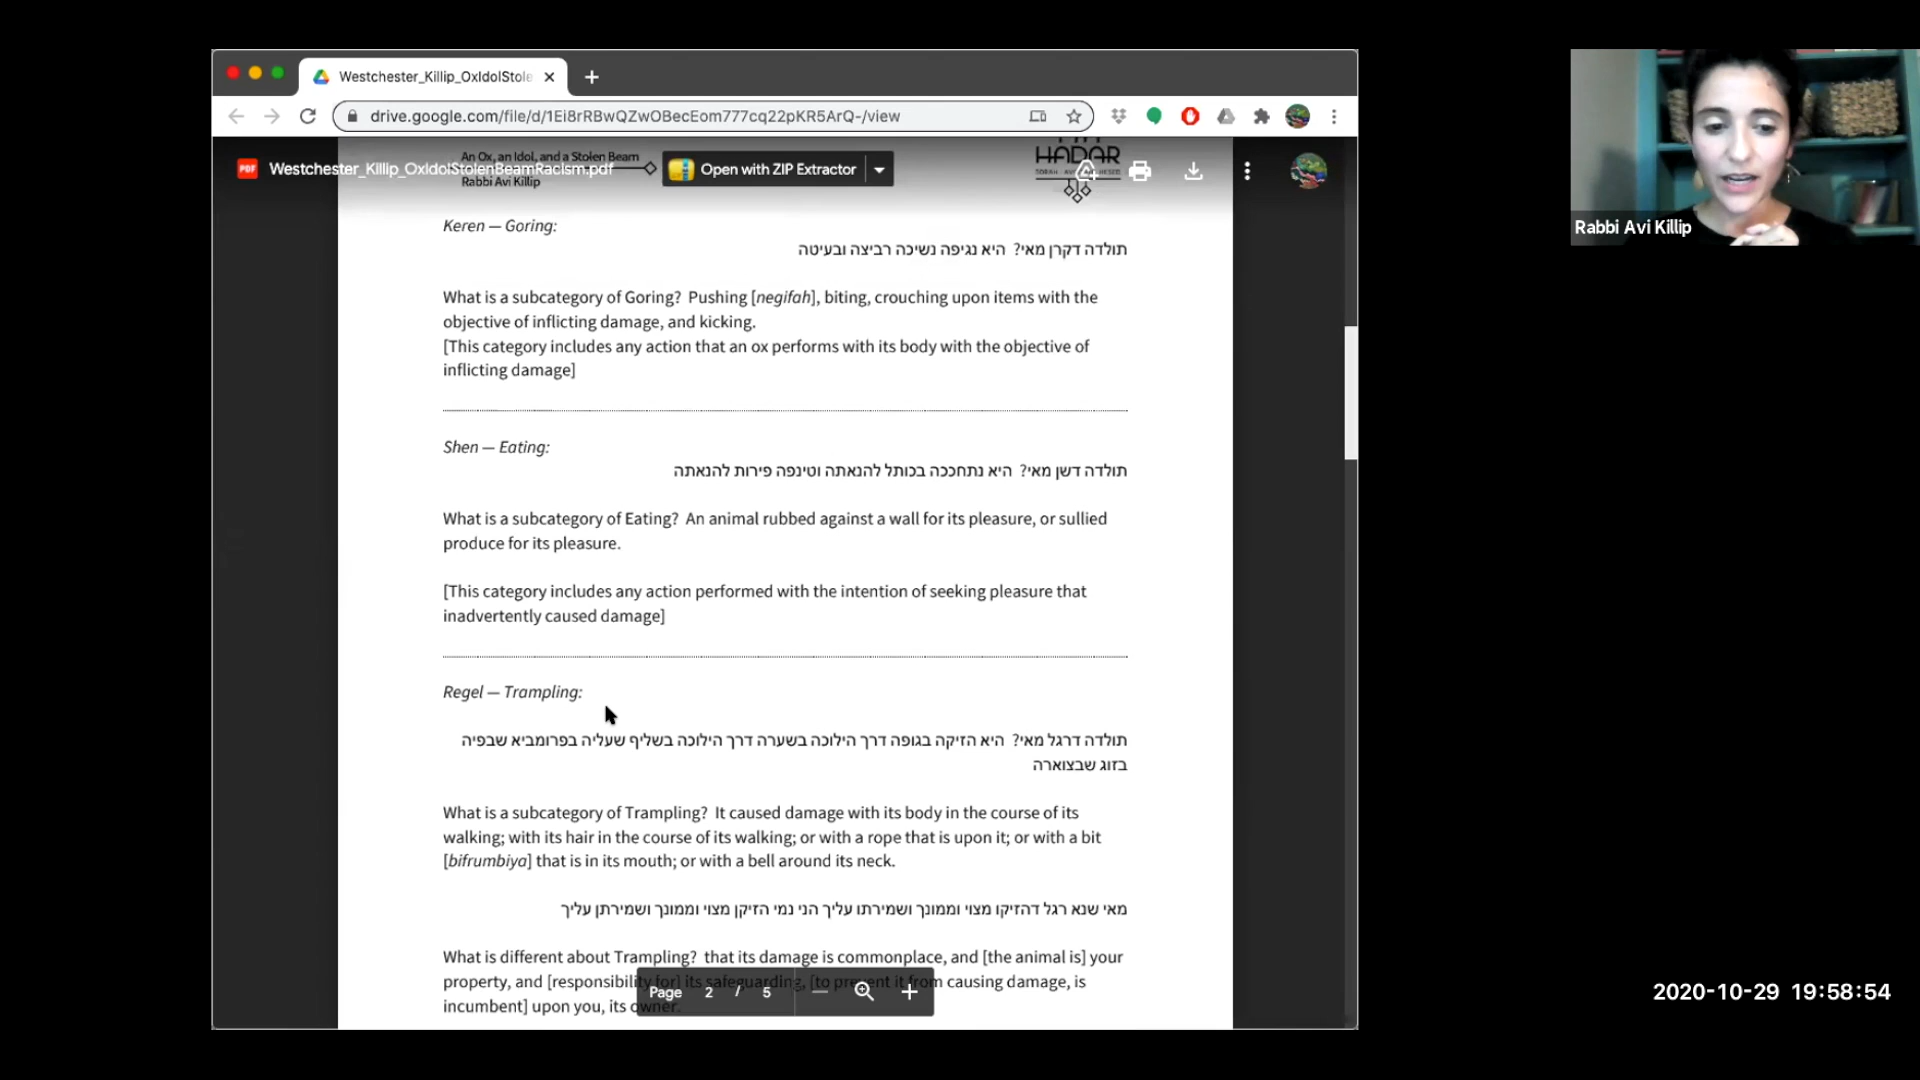 Westchester_Killip_OxIdolStole
drive.google.com/file/d/1Ei8rRBwQZwOBecEom777cq22pKR5ArQ-/view
An Ox, an Idol, and a Stolen Beam
Westchester_Killip_OxIdolStolenBeamRacism.pdf
Open with ZIP Extractor
Rabbi Avi Killip
HADAR
Rabbi Avi Killip
Keren — Goring:
תולדה דקרן מאי? היא נגיפה נשיכה רביצה ובעיטה
What is a subcategory of Goring? Pushing [negifah], biting, crouching upon items with the
objective of inflicting damage, and kicking.
[This category includes any action that an ox performs with its body with the objective of
inflicting damage]
Shen — Eating:
תולדה דשן מאי? היא נתחככה בכותל להנאתה וטינפה פירות להנאתה
What is a subcategory of Eating? An animal rubbed against a wall for its pleasure, or sullied
produce for its pleasure.
[This category includes any action performed with the intention of seeking pleasure that
inadvertently caused damage]
Regel — Trampling:
תולדה דרגל מאי? היא הזיקה בגופה דרך הילוכה בשערה דרך הילוכה בשליף שעליה בפרומביא שבפיה
בזוג שבצוארה
What is a subcategory of Trampling? It caused damage with its body in the course of its
walking; with its hair in the course of its walking; or with a rope that is upon it; or with a bit
[bifrumbiya] that is in its mouth; or with a bell around its neck.
מאי שנא רגל דהזיקו מצוי וממונך ושמירתו עליך הני נמי הזיקן מצוי וממונך ושמירתן עליך
What is different about Trampling? that its damage is commonplace, and [the animal is] your
property, and [responsibility for] its safeguarding, [to prevent it from causing damage, is
incumbent] upon you, its owner.
Page 2 / 5
2020-10-29 19:58:54